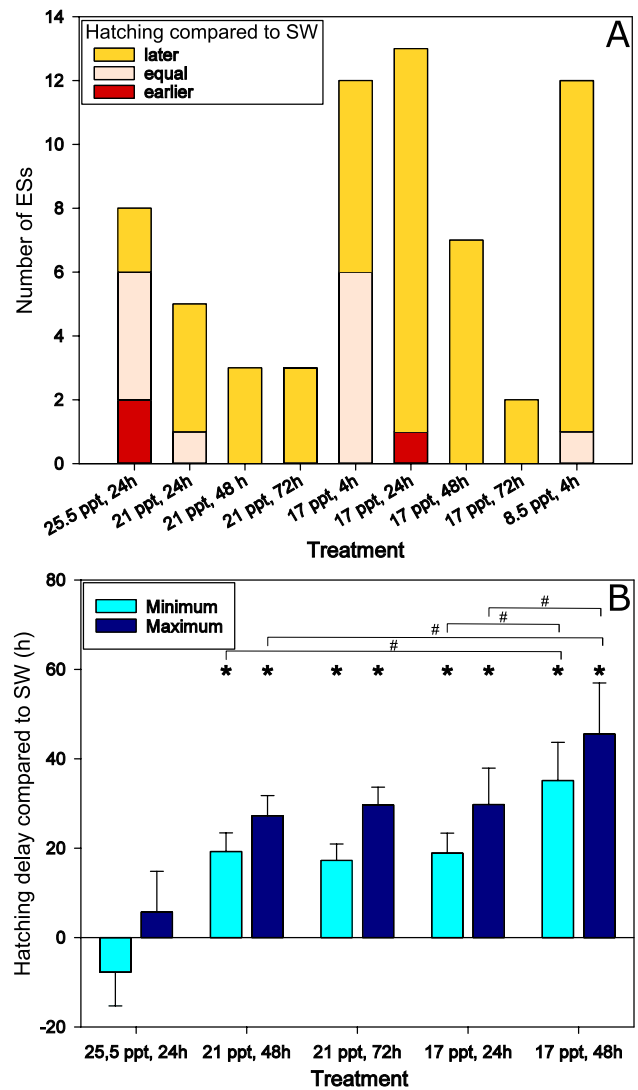 A
Hatching compared to SW
later
equal
earlier
14
12
10
8
6
4
2
0
Number of ESs
25.5 ppt, 24h
21 ppt, 24h
21 ppt, 48 h
21 ppt, 72h
17 ppt, 4h
17 ppt, 24h
17 ppt, 48h
17 ppt, 72h
8.5 ppt, 4h
Treatment
B
Minimum
Maximum
80
60
40
20
0
-20
Hatching delay compared to SW (h)
#
#
#
#
* * * * * * * *
25,5 ppt, 24h
21 ppt, 48h
21 ppt, 72h
17 ppt, 24h
17 ppt, 48h
Treatment